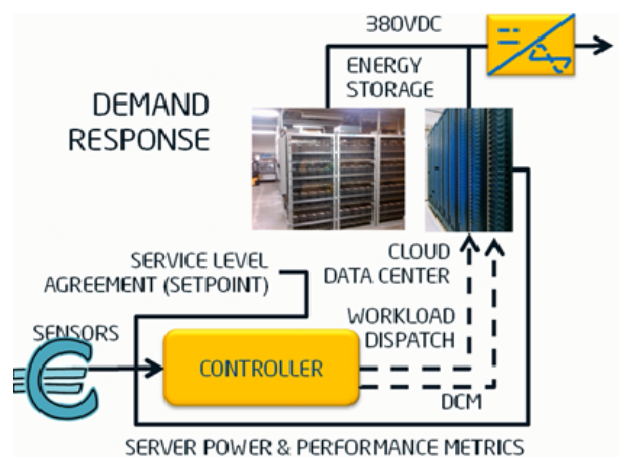 380VDC
ENERGY
STORAGE
DEMAND
RESPONSE
CLOUD
DATA CENTER
SERVICE LEVEL
AGREEMENT (SETPOINT)
WORKLOAD
DISPATCH
SENSORS
CONTROLLER
DCM
SERVER POWER & PERFORMANCE METRICS